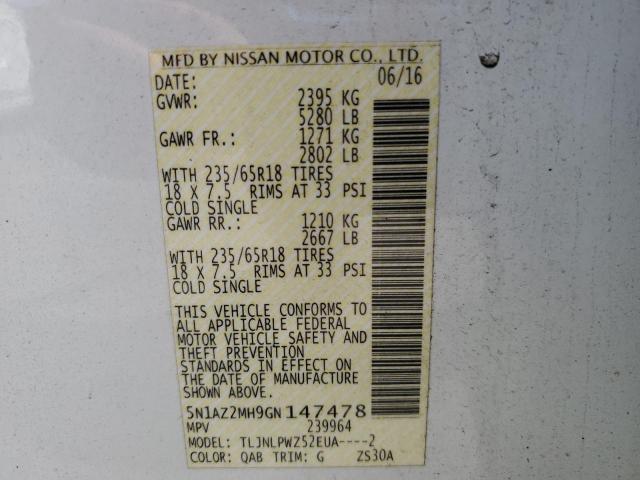 MFD BY NISSAN MOTOR CO., LTD.
DATE: 06/16
GVWR: 2395 KG
5280 LB
GAWR FR.: 1271 KG
2802 LB
WITH 235/65R18 TIRES
18 X 7.5 RIMS AT 33 PSI
COLD SINGLE
GAWR RR.: 1210 KG
2667 LB
WITH 235/65R18 TIRES
18 X 7.5 RIMS AT 33 PSI
COLD SINGLE
THIS VEHICLE CONFORMS TO
ALL APPLICABLE FEDERAL
MOTOR VEHICLE SAFETY AND
THEFT PREVENTION
STANDARDS IN EFFECT ON
THE DATE OF MANUFACTURE
SHOWN ABOVE.
5N1AZ2MH9GN147478
MPV 239964
MODEL: TLJNLPWZ52EUA----2
COLOR: QAB TRIM: G ZS30A